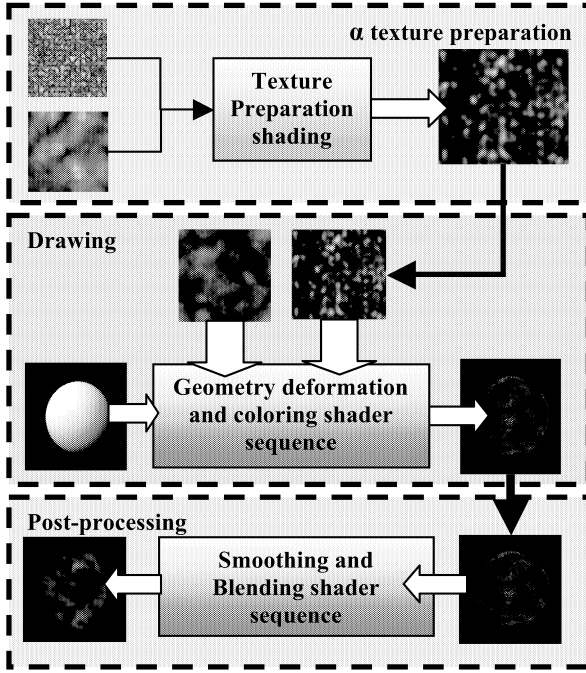 α texture preparation
Texture
Preparation
shading
Drawing
Geometry deformation
and coloring shader
sequence
Post-processing
Smoothing and
Blending shader
sequence